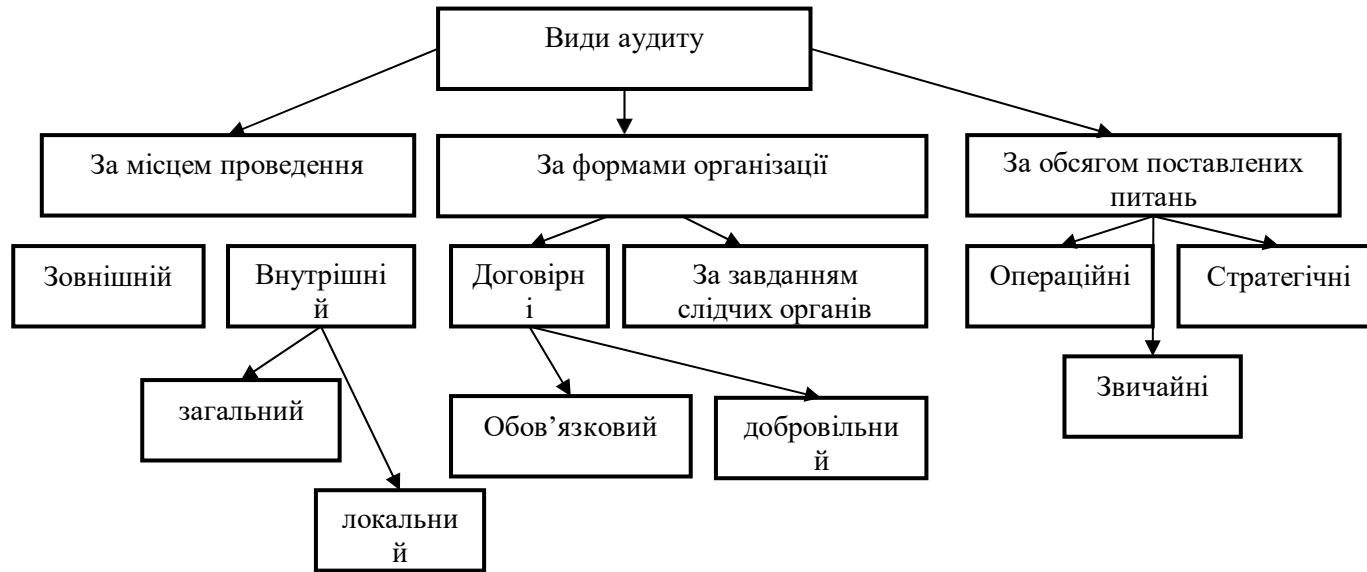 Види аудиту
За місцем проведення
За формами організації
За обсягом поставлених
питань
Зовнішній
Внутрішні
й
Договірн
і
За завданням
слідчих органів
Операційні
Стратегічні
загальний
Обов’язковий
добровільни
й
Звичайні
локальни
й